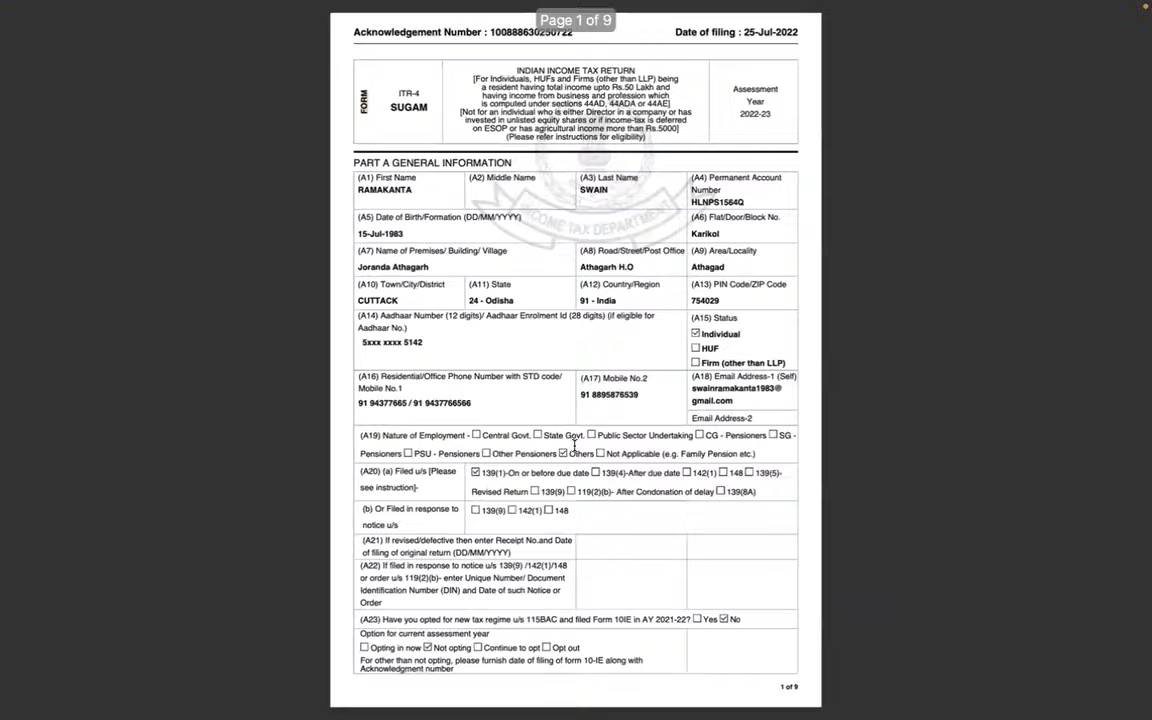 Page 1 of 9
Acknowledgement Number : 100888630250722
Date of filing : 25-Jul-2022
FORM
ITR-4
SUGAM
INDIAN INCOME TAX RETURN
[For Individuals, HUFs and Firms (other than LLP) being
a resident having total income upto Rs.50 Lakh and
having income from business and profession which
is computed under sections 44AD, 44ADA or 44AE]
[Not for an individual who is either Director in a company or has
invested in unlisted equity shares or if income-tax is deferred
on ESOP or has agricultural income more than Rs.5000]
(Please refer instructions for eligibility)
Assessment
Year
2022-23
PART A GENERAL INFORMATION
(A1) First Name
RAMAKANTA
(A2) Middle Name
(A3) Last Name
SWAIN
(A4) Permanent Account
Number
HLNPS1564Q
(A5) Date of Birth/Formation (DD/MM/YYYY)
15-Jul-1983
(A6) Flat/Door/Block No.
Karikol
(A7) Name of Premises/ Building/ Village
Joranda Athagarh
(A8) Road/Street/Post Office
Athagarh H.O
(A9) Area/Locality
Athagad
(A10) Town/City/District
CUTTACK
(A11) State
24 - Odisha
(A12) Country/Region
91 - India
(A13) PIN Code/ZIP Code
754029
(A14) Aadhaar Number (12 digits)/ Aadhaar Enrolment Id (28 digits) (if eligible for
Aadhaar No.)
5xxx xxxx 5142
(A15) Status
Individual
HUF
Firm (other than LLP)
(A16) Residential/Office Phone Number with STD code/
Mobile No.1
91 94377665 / 91 9437766566
(A17) Mobile No.2
91 8895876539
(A18) Email Address-1 (Self)
swainramakanta1983@
gmail.com
Email Address-2
(A19) Nature of Employment - Central Govt. State Govt. Public Sector Undertaking CG - Pensioners SG -
Pensioners PSU - Pensioners Other Pensioners Others Not Applicable (e.g. Family Pension etc.)
(A20) (a) Filed u/s [Please
see instruction]-
139(1)-On or before due date 139(4)-After due date 142(1) 148 139(5)-
Revised Return 139(9) 119(2)(b)- After Condonation of delay 139(8A)
(b) Or Filed in response to
notice u/s
139(9) 142(1) 148
(A21) If revised/defective then enter Receipt No.and Date
of filing of original return (DD/MM/YYYY)
(A22) If filed in response to notice u/s 139(9) /142(1)/148
or order u/s 119(2)(b)- enter Unique Number/ Document
Identification Number (DIN) and Date of such Notice or
Order
(A23) Have you opted for new tax regime u/s 115BAC and filed Form 10IE in AY 2021-22? Yes No
Option for current assessment year
Opting in now Not opting Continue to opt Opt out
For other than not opting, please furnish date of filing of form 10-IE along with
Acknowledgment number
1 of 9
INCOME TAX DEPARTMENT